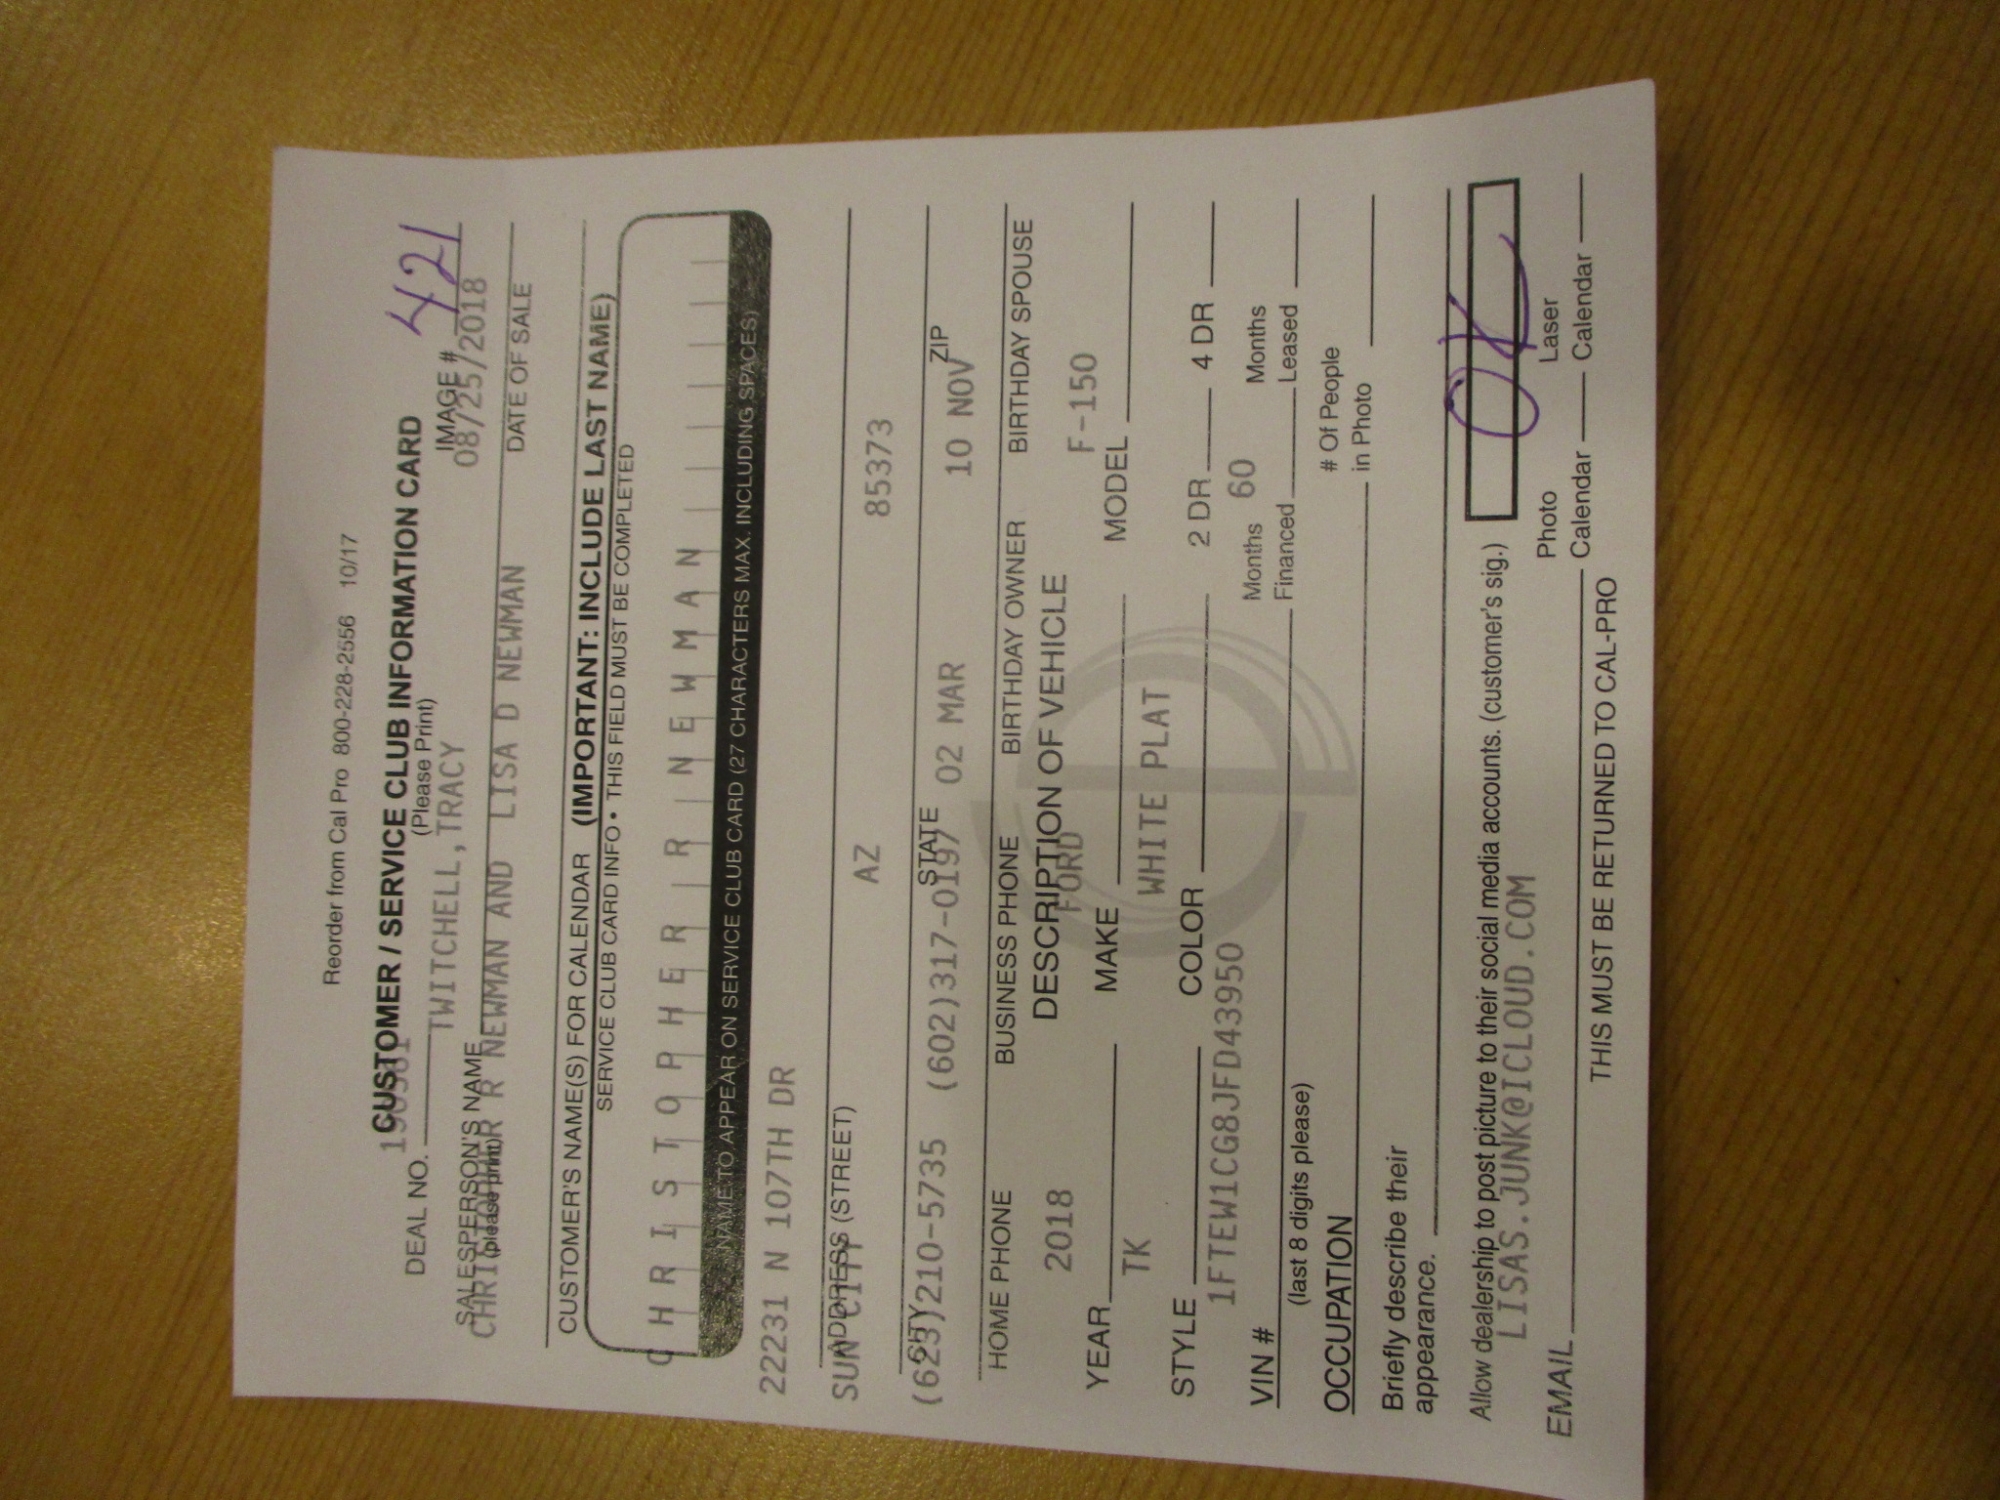 Reorder from Cal Pro 800-228-2556 10/17
CUSTOMER / SERVICE CLUB INFORMATION CARD
(Please Print)
DEAL NO. IMAGE # 421
TWITCHELL, TRACY 08/25/2018
SALESPERSON'S NAME (please print) DATE OF SALE
R NEWMAN AND LISA D NEWMAN
CUSTOMER'S NAME(S) FOR CALENDAR (IMPORTANT: INCLUDE LAST NAME)
SERVICE CLUB CARD INFO • THIS FIELD MUST BE COMPLETED
CHRISTOPHER R NEWMAN
NAME TO APPEAR ON SERVICE CLUB CARD (27 CHARACTERS MAX. INCLUDING SPACES)
22231 N 107TH DR
ADDRESS (STREET)
SUN CITY AZ 85373
CITY STATE ZIP
(623)210-5735 (602)317-0197 02 MAR 10 NOV
HOME PHONE BUSINESS PHONE BIRTHDAY OWNER BIRTHDAY SPOUSE
DESCRIPTION OF VEHICLE
2018 FORD F-150
YEAR MAKE MODEL
TK WHITE PLAT
STYLE COLOR 2 DR 4 DR
1FTEW1CG8JFD43950 60
VIN # Months Financed Months Leased
(last 8 digits please)
OCCUPATION # Of People in Photo
Briefly describe their
appearance.
Allow dealership to post picture to their social media accounts. (customer's sig.) OK
LISAS.JUNK@ICLOUD.COM
EMAIL Photo Calendar Laser Calendar
THIS MUST BE RETURNED TO CAL-PRO